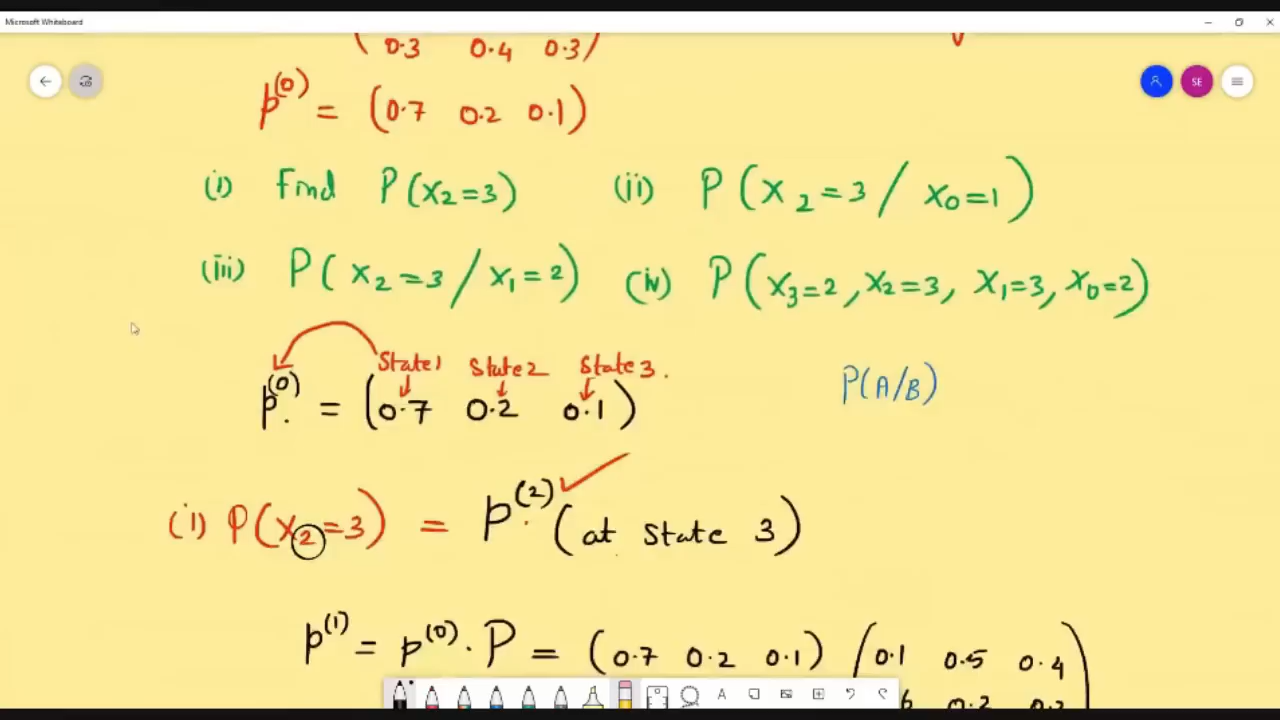 Microsoft Whiteboard
(0.3 0.4 0.3)
SE
p(0) = (0.7 0.2 0.1)
(i) Find P(X2=3) (ii) P(X2=3 / X0=1)
(iii) P(X2=3 / X1=2) (iv) P(X3=2, X2=3, X1=3, X0=2)
State1 State2 State3.
p(0) = (0.7 0.2 0.1)
P(A/B)
(i) P(X2=3) = p(2) (at state 3)
p(1) = p(0) . P = (0.7 0.2 0.1) (0.1 0.5 0.4
A